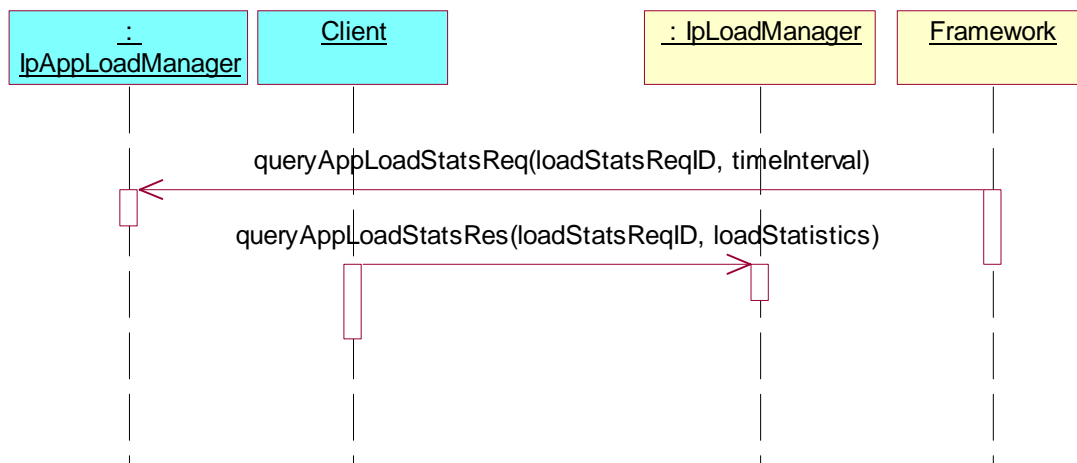 :
IpAppLoadManager
Client
: IpLoadManager
Framework
queryAppLoadStatsReq(loadStatsReqID, timeInterval)
queryAppLoadStatsRes(loadStatsReqID, loadStatistics)